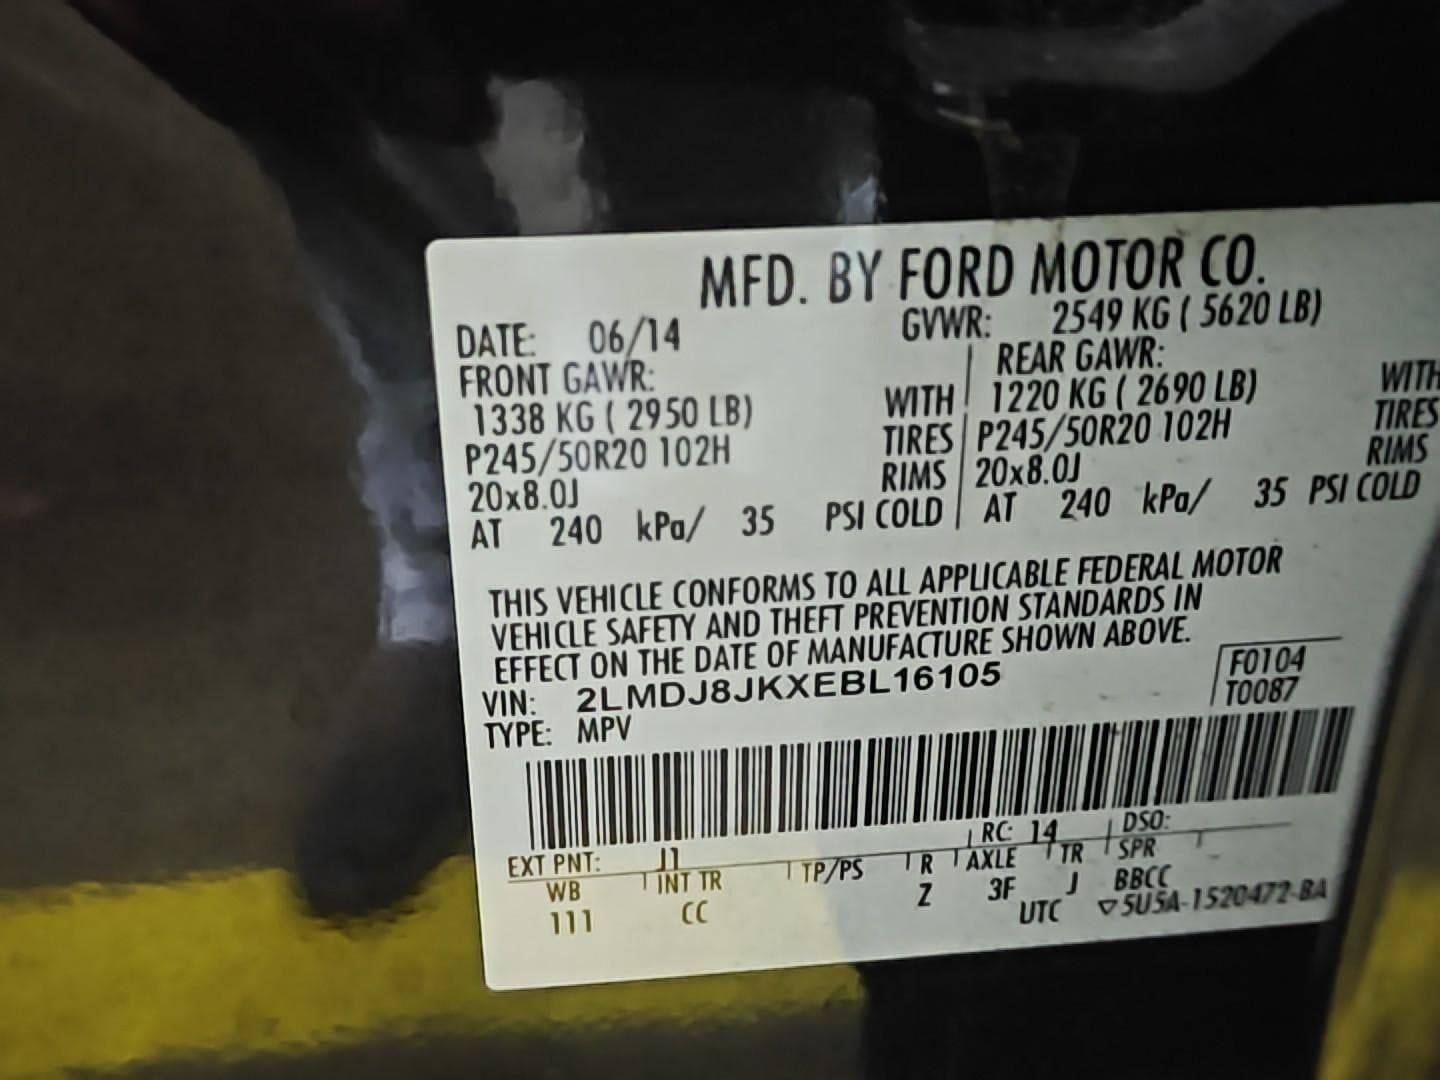 MFD. BY FORD MOTOR CO.
DATE: 06/14 GVWR: 2549 KG ( 5620 LB)
FRONT GAWR: REAR GAWR:
1338 KG ( 2950 LB) WITH 1220 KG ( 2690 LB) WITH
P245/50R20 102H TIRES P245/50R20 102H TIRES
20x8.0J RIMS 20x8.0J RIMS
AT 240 kPa/ 35 PSI COLD AT 240 kPa/ 35 PSI COLD
THIS VEHICLE CONFORMS TO ALL APPLICABLE FEDERAL MOTOR
VEHICLE SAFETY AND THEFT PREVENTION STANDARDS IN
EFFECT ON THE DATE OF MANUFACTURE SHOWN ABOVE.
VIN: 2LMDJ8JKXEBL16105 F0104
TYPE: MPV T0087
EXT PNT: J1 RC: 14 DSO:
WB INT TR TP/PS R AXLE TR SPR
111 CC Z 3F J BBCC
UTC ▽5U5A-1520472-BA